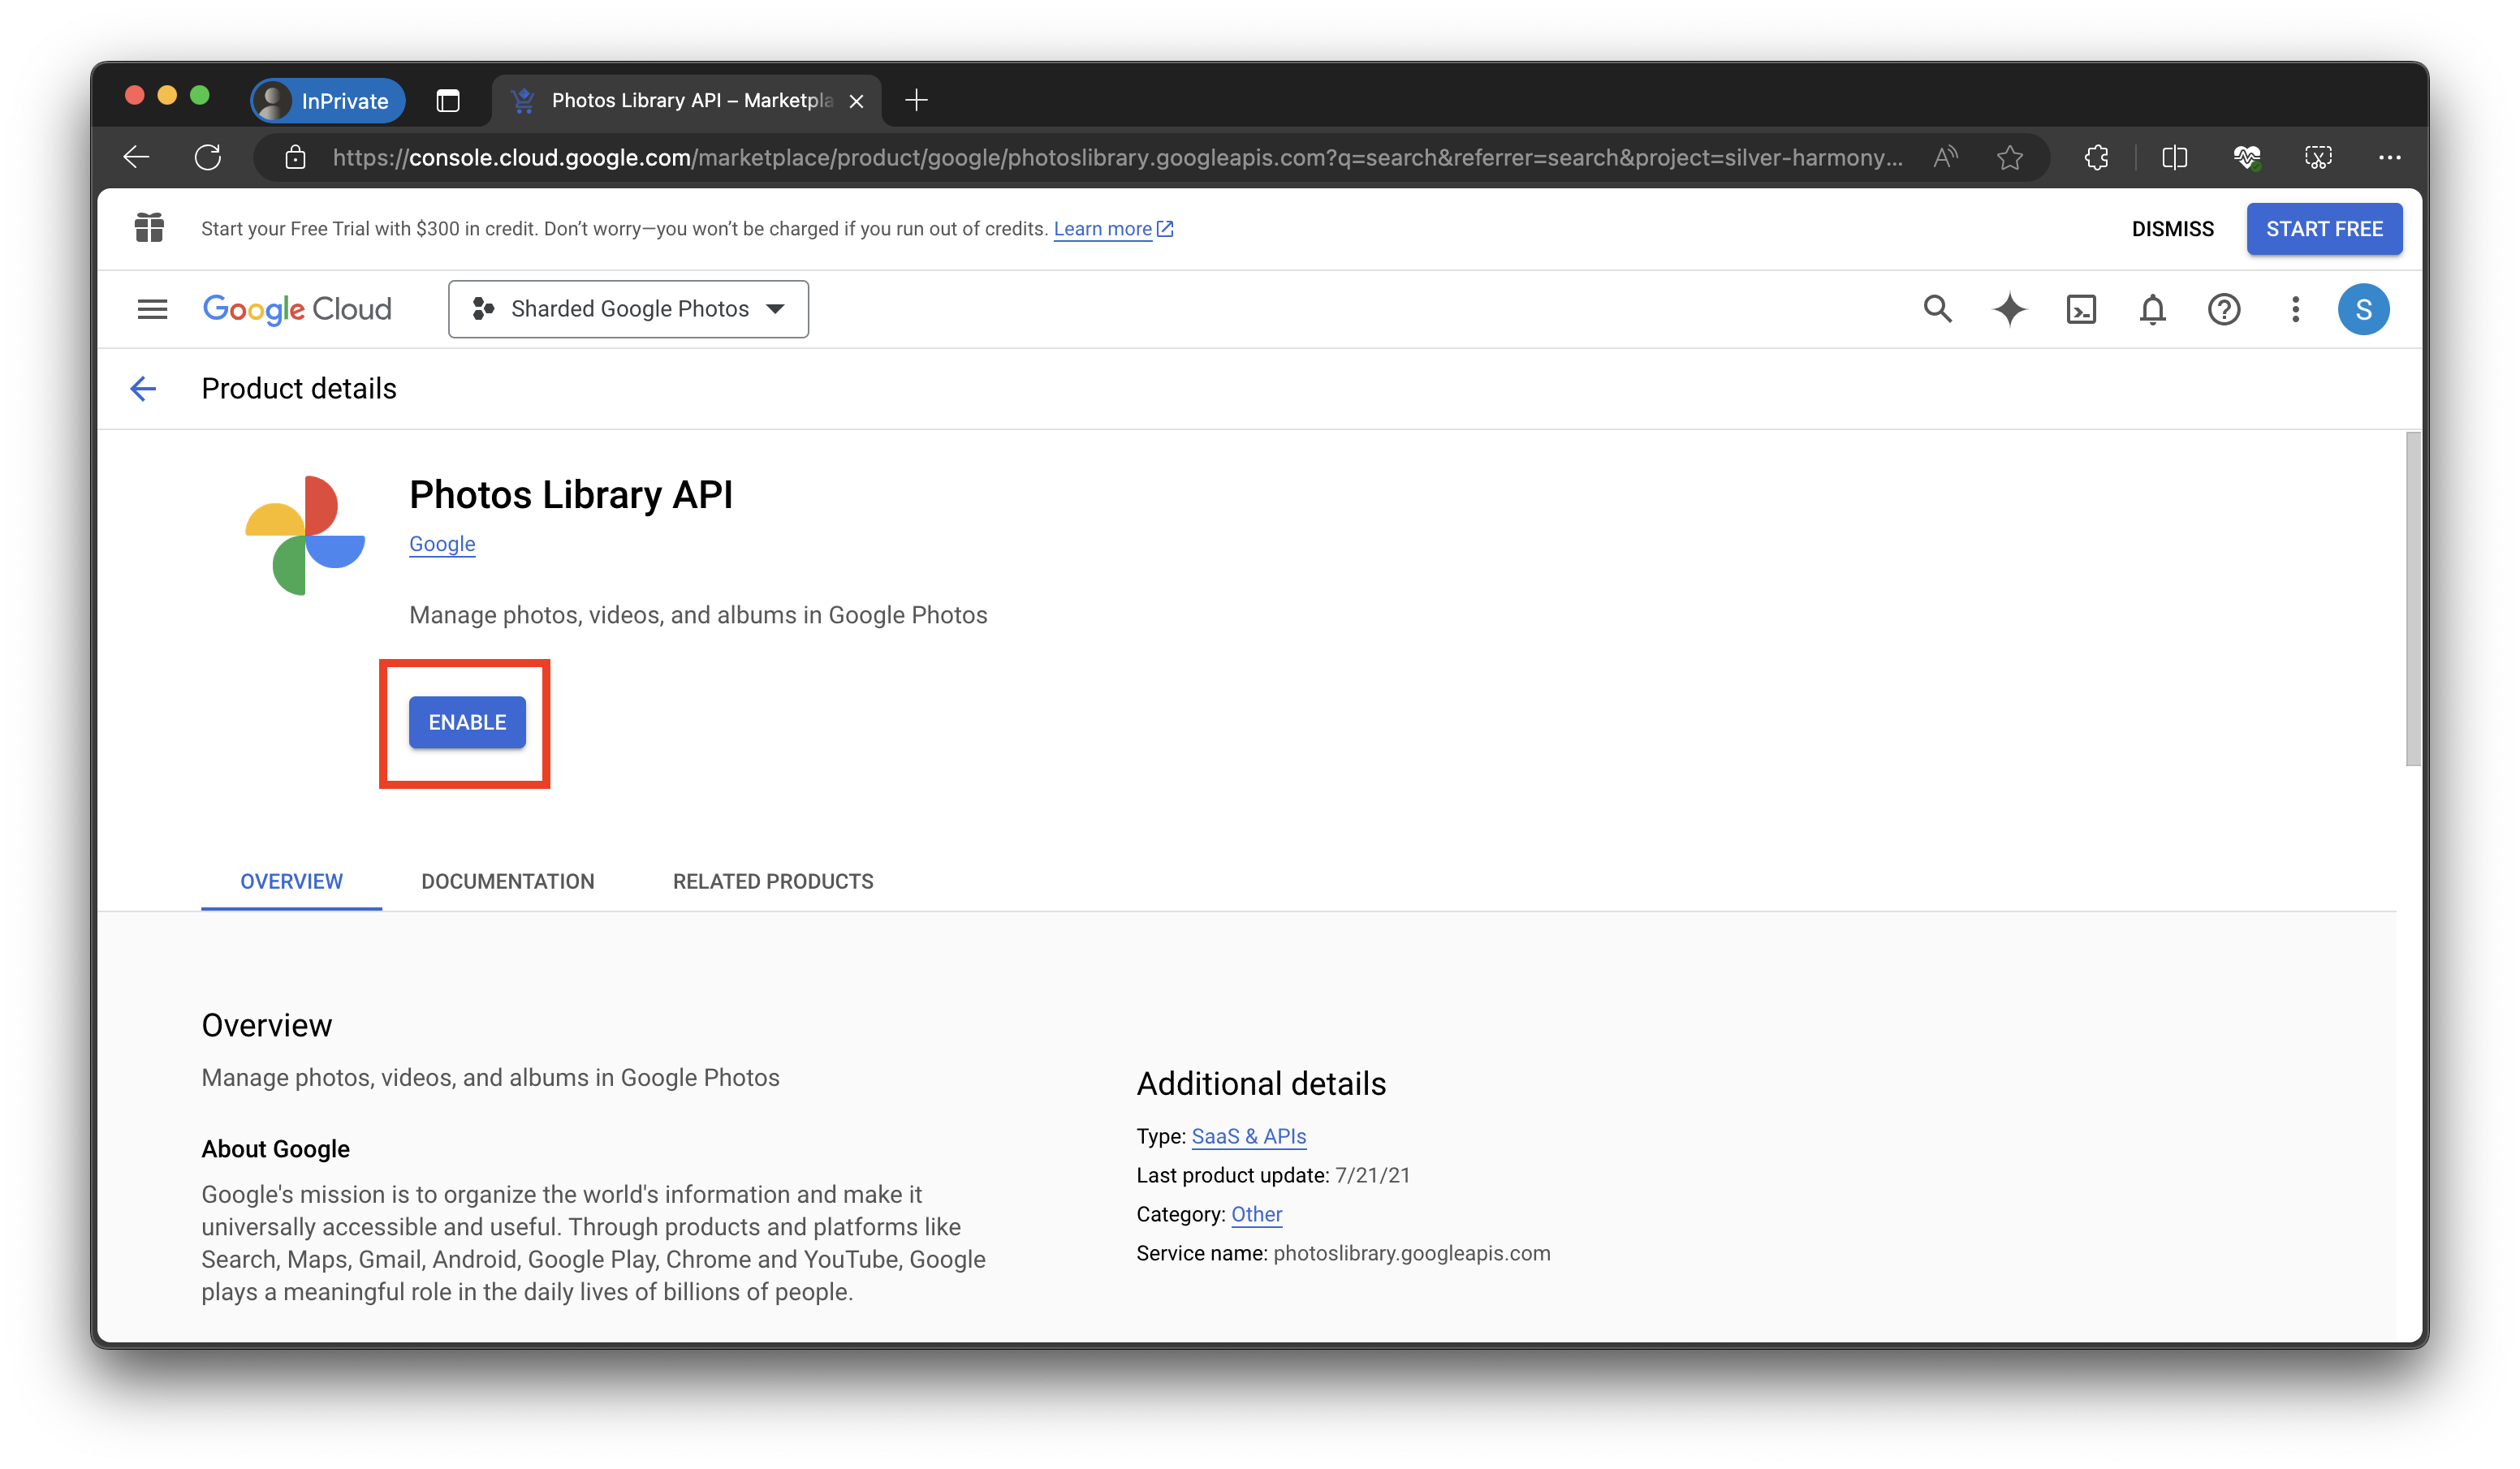 InPrivate
Photos Library API – Marketpla
https://console.cloud.google.com/marketplace/product/google/photoslibrary.googleapis.com?q=search&referrer=search&project=silver-harmony...
Start your Free Trial with $300 in credit. Don’t worry—you won’t be charged if you run out of credits. Learn more
DISMISS
START FREE
Google Cloud
Sharded Google Photos
S
Product details
Photos Library API
Google
Manage photos, videos, and albums in Google Photos
ENABLE
OVERVIEW
DOCUMENTATION
RELATED PRODUCTS
Overview
Manage photos, videos, and albums in Google Photos
About Google
Google's mission is to organize the world's information and make it
universally accessible and useful. Through products and platforms like
Search, Maps, Gmail, Android, Google Play, Chrome and YouTube, Google
plays a meaningful role in the daily lives of billions of people.
Additional details
Type: SaaS & APIs
Last product update: 7/21/21
Category: Other
Service name: photoslibrary.googleapis.com